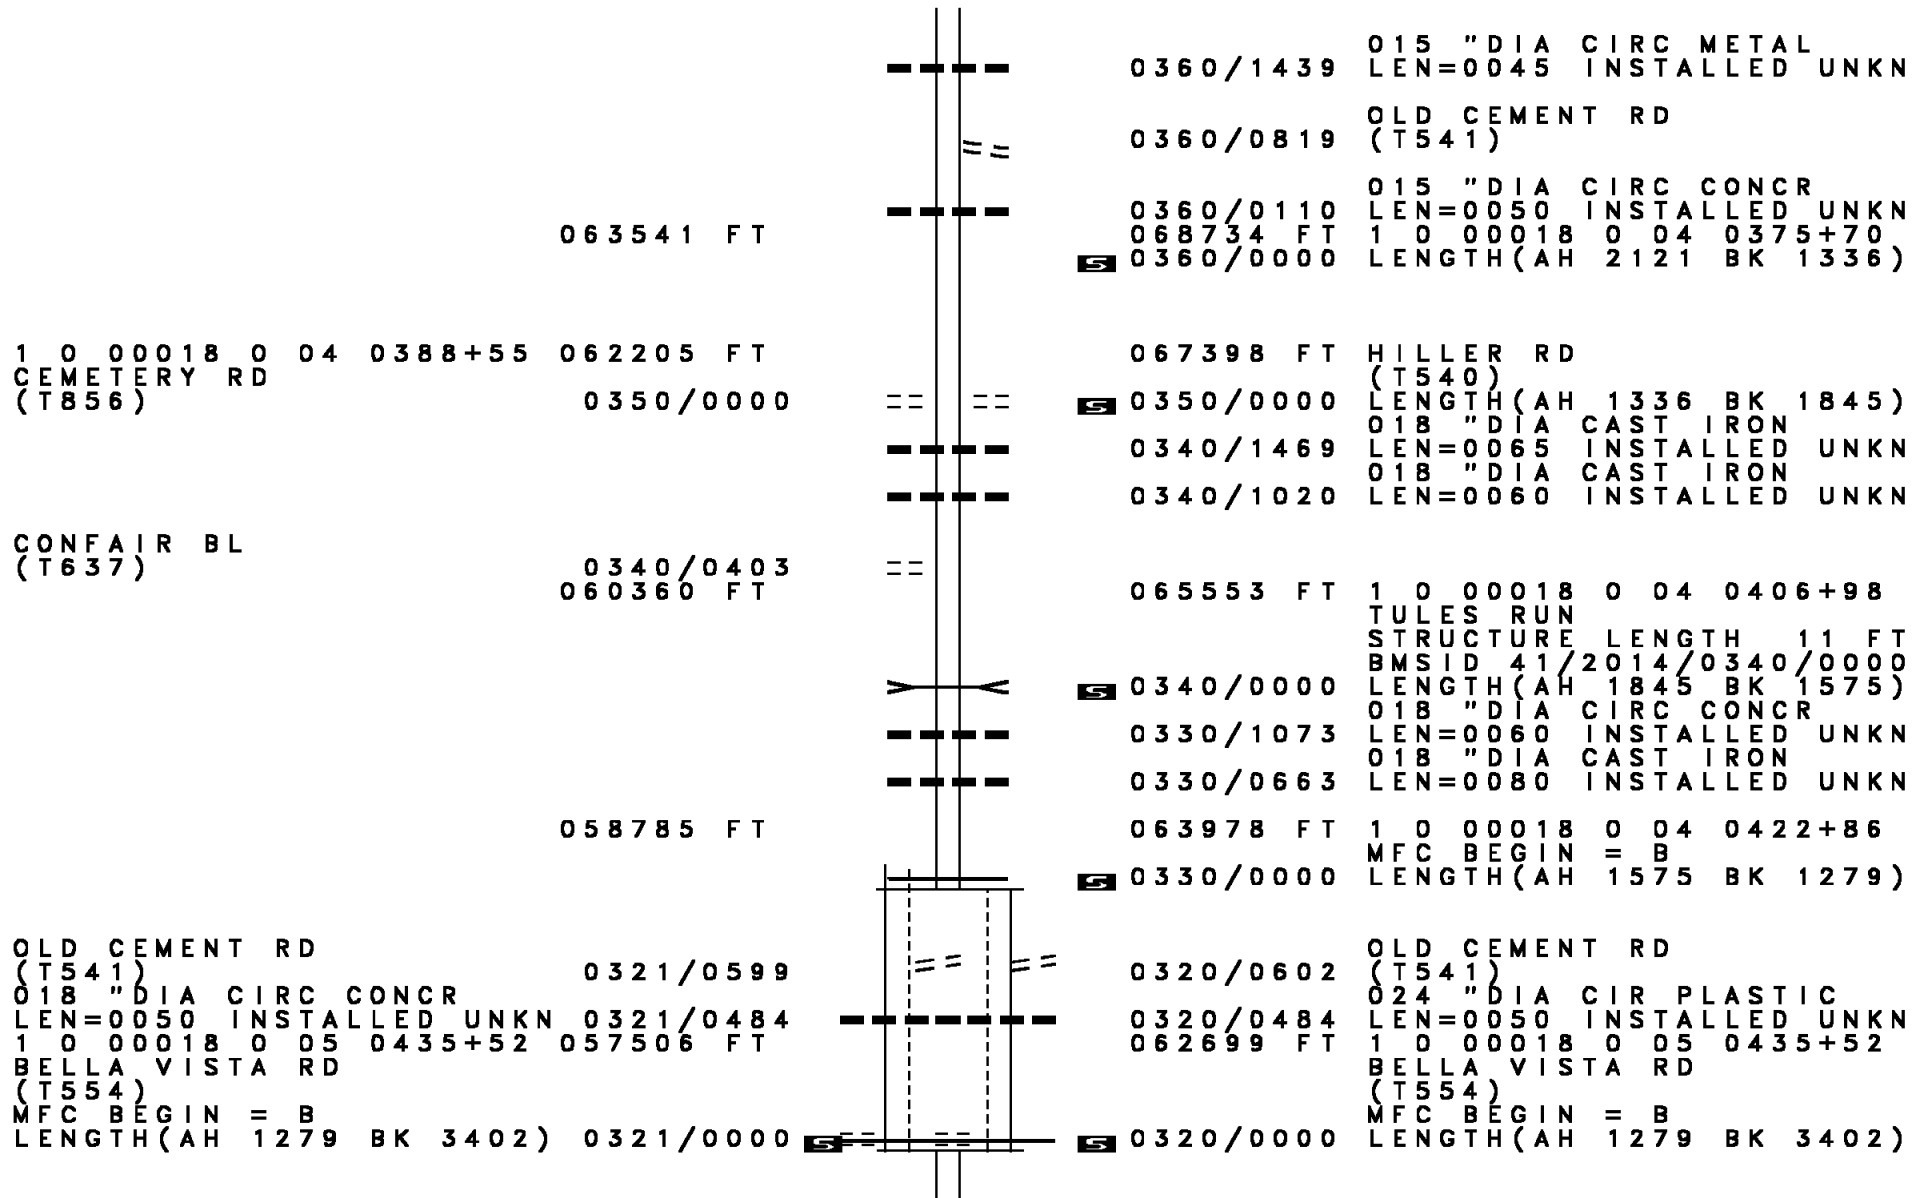 015 "DIA CIRC METAL
0360/1439 LEN=0045 INSTALLED UNKN
OLD CEMENT RD
0360/0819 (T541)
015 "DIA CIRC CONCR
0360/0110 LEN=0050 INSTALLED UNKN
063541 FT 068734 FT 1 0 00018 0 04 0375+70
S 0360/0000 LENGTH(AH 2121 BK 1336)
1 0 00018 0 04 0388+55 062205 FT 067398 FT HILLER RD
CEMETERY RD (T540)
(T856) 0350/0000 S 0350/0000 LENGTH(AH 1336 BK 1845)
018 "DIA CAST IRON
0340/1469 LEN=0065 INSTALLED UNKN
018 "DIA CAST IRON
0340/1020 LEN=0060 INSTALLED UNKN
CONFAIR BL
(T637) 0340/0403
060360 FT 065553 FT 1 0 00018 0 04 0406+98
TULES RUN
STRUCTURE LENGTH 11 FT
BMSID 41/2014/0340/0000
S 0340/0000 LENGTH(AH 1845 BK 1575)
018 "DIA CIRC CONCR
0330/1073 LEN=0060 INSTALLED UNKN
018 "DIA CAST IRON
0330/0663 LEN=0080 INSTALLED UNKN
058785 FT 063978 FT 1 0 00018 0 04 0422+86
MFC BEGIN = B
S 0330/0000 LENGTH(AH 1575 BK 1279)
OLD CEMENT RD OLD CEMENT RD
(T541) 0321/0599 0320/0602 (T541)
018 "DIA CIRC CONCR 024 "DIA CIR PLASTIC
LEN=0050 INSTALLED UNKN 0321/0484 0320/0484 LEN=0050 INSTALLED UNKN
1 0 00018 0 05 0435+52 057506 FT 062699 FT 1 0 00018 0 05 0435+52
BELLA VISTA RD BELLA VISTA RD
(T554) (T554)
MFC BEGIN = B MFC BEGIN = B
LENGTH(AH 1279 BK 3402) 0321/0000 S S 0320/0000 LENGTH(AH 1279 BK 3402)